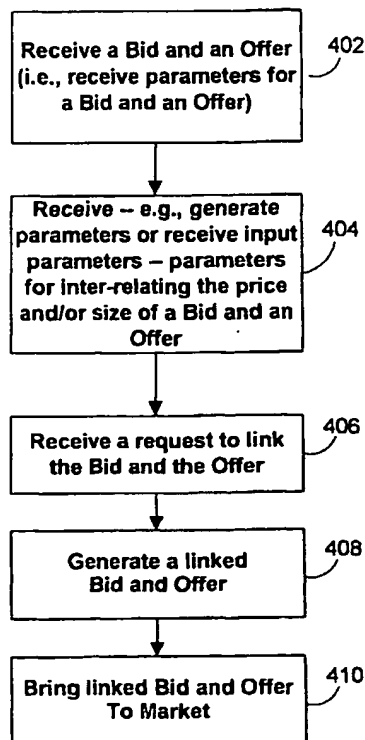 Receive a Bid and an Offer
(i.e., receive parameters for
a Bid and an Offer)
402
Receive – e.g., generate
parameters or receive input
parameters – parameters
for inter-relating the price
and/or size of a Bid and an
Offer
404
Receive a request to link
the Bid and the Offer
406
Generate a linked
Bid and Offer
408
Bring linked Bid and Offer
To Market
410